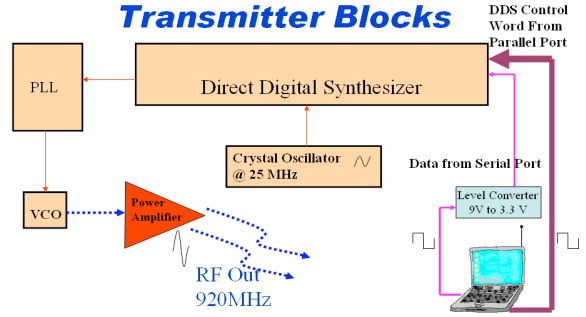 Transmitter Blocks
DDS Control
Word From
Parallel Port
PLL
Direct Digital Synthesizer
Crystal Oscillator
@ 25 MHz
Data from Serial Port
Level Converter
9V to 3.3 V
VCO
Power
Amplifier
RF Out
920MHz